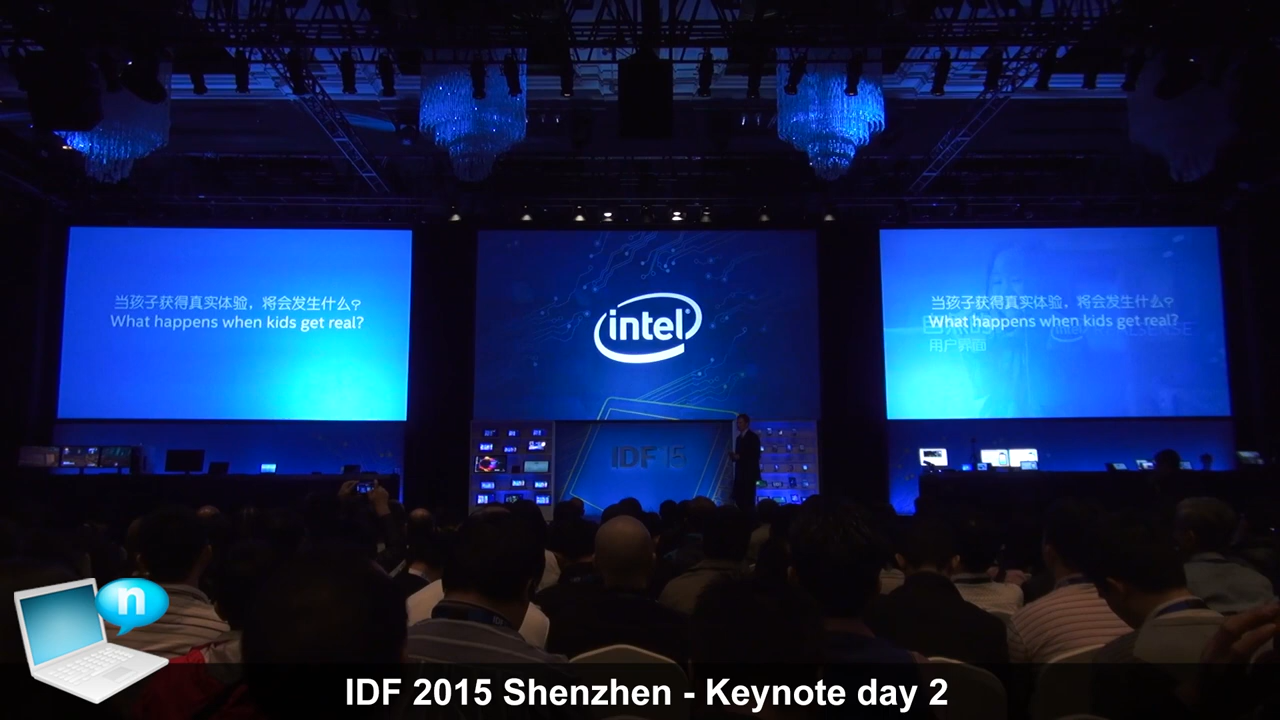 当孩子获得真实体验，将会发生什么?
What happens when kids get real?
intel
当孩子获得真实体验，将会发生什么?
What happens when kids get real?
用户界面
IDF 15
n
IDF 2015 Shenzhen - Keynote day 2